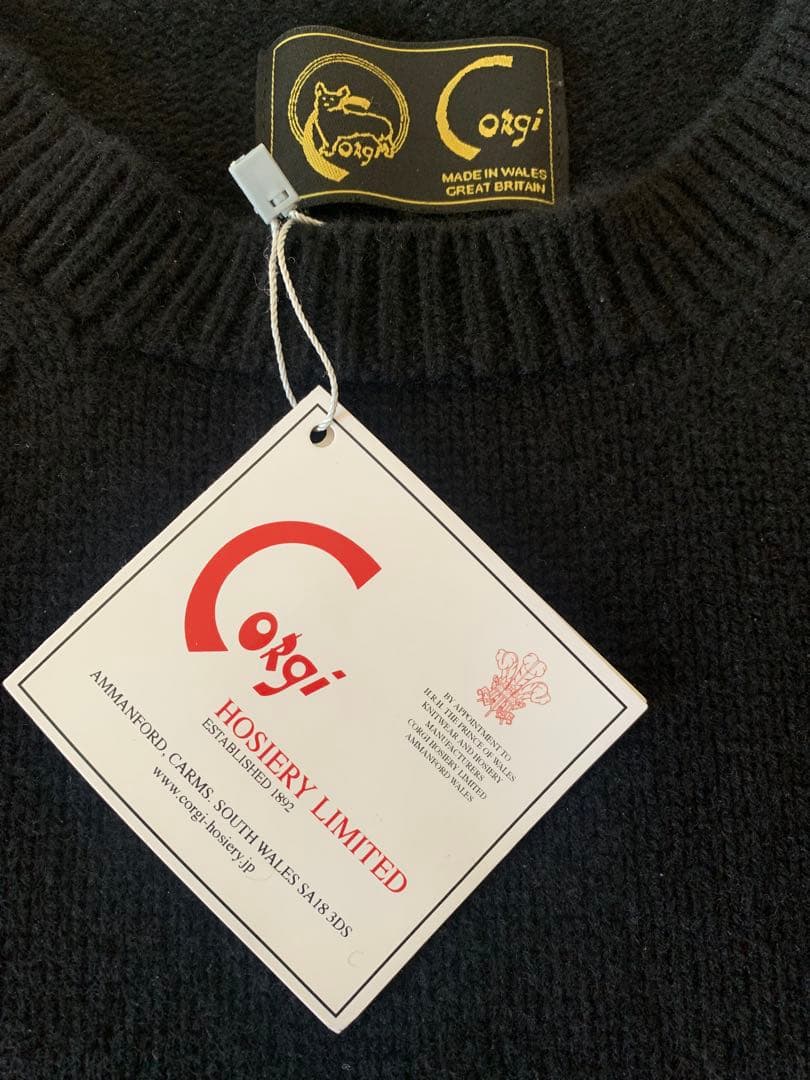 Corgi
Corgi
MADE IN WALES
GREAT BRITAIN
Corgi
HOSIERY LIMITED
ESTABLISHED 1892
AMMANFORD, CARMS. SOUTH WALES SA18 3DS
www.corgi-hosiery.jp
BY APPOINTMENT TO
H.R.H. THE PRINCE OF WALES
KNITWEAR AND HOSIERY
MANUFACTURERS
CORGI HOSIERY LIMITED
AMMANFORD WALES